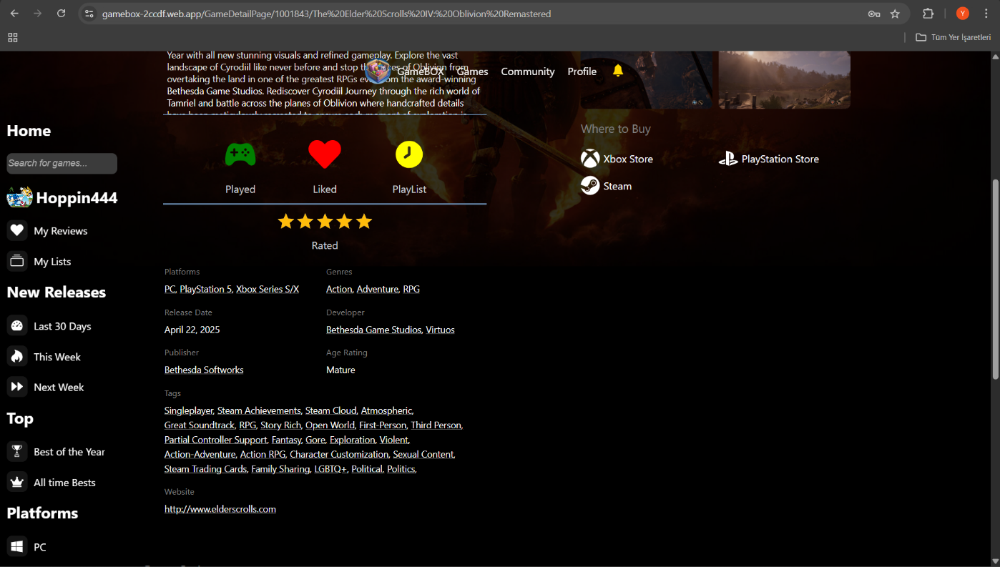 gamebox-2ccdf.web.app/GameDetailPage/1001843/The%20Elder%20Scrolls%20IV:%20Oblivion%20Remastered
Y
Tüm Yer İşaretleri
GameBOX Games Community Profile
Year with all new stunning visuals and refined gameplay. Explore the vast
landscape of Cyrodiil like never before and stop the of Oblivion from
overtaking the land in one of the greatest RPGs from the award-winning
Bethesda Game Studios. Rediscover Cyrodiil Journey through the rich world of
Tamriel and battle across the planes of Oblivion where handcrafted details
Home
Search for games...
Hoppin444
My Reviews
My Lists
New Releases
Last 30 Days
This Week
Next Week
Top
Best of the Year
All time Bests
Platforms
PC
Played Liked PlayList
Rated
Platforms
PC, PlayStation 5, Xbox Series S/X
Genres
Action, Adventure, RPG
Release Date
April 22, 2025
Developer
Bethesda Game Studios, Virtuos
Publisher
Bethesda Softworks
Age Rating
Mature
Tags
Singleplayer, Steam Achievements, Steam Cloud, Atmospheric,
Great Soundtrack, RPG, Story Rich, Open World, First-Person, Third Person,
Partial Controller Support, Fantasy, Gore, Exploration, Violent,
Action-Adventure, Action RPG, Character Customization, Sexual Content,
Steam Trading Cards, Family Sharing, LGBTQ+, Political, Politics,
Website
http://www.elderscrolls.com
Where to Buy
Xbox Store
PlayStation Store
Steam